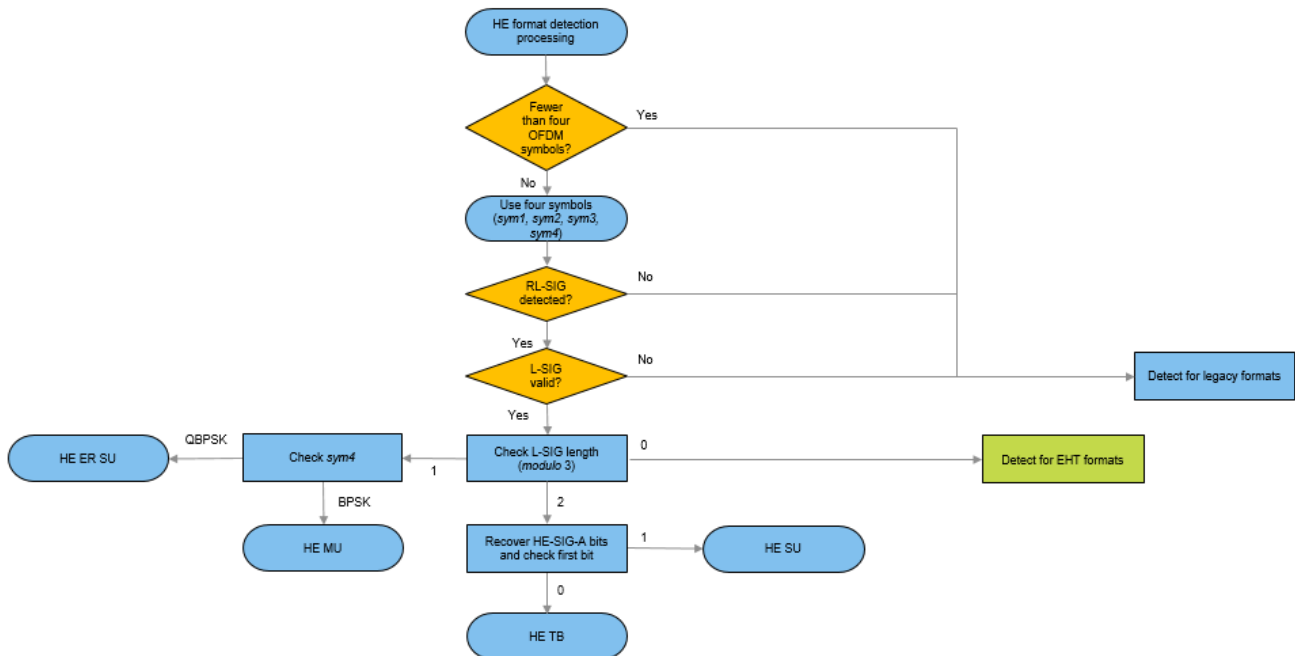 HE format detection
processing
Fewer
than four
OFDM
symbols?
Yes
No
Use four symbols
(sym1, sym2, sym3,
sym4)
RL-SIG
detected?
No
Yes
L-SIG
valid?
No
Detect for legacy formats
Yes
HE ER SU
QBPSK
Check sym4
1
Check L-SIG length
(modulo 3)
0
Detect for EHT formats
BPSK
2
HE MU
Recover HE-SIG-A bits
and check first bit
1
HE SU
0
HE TB